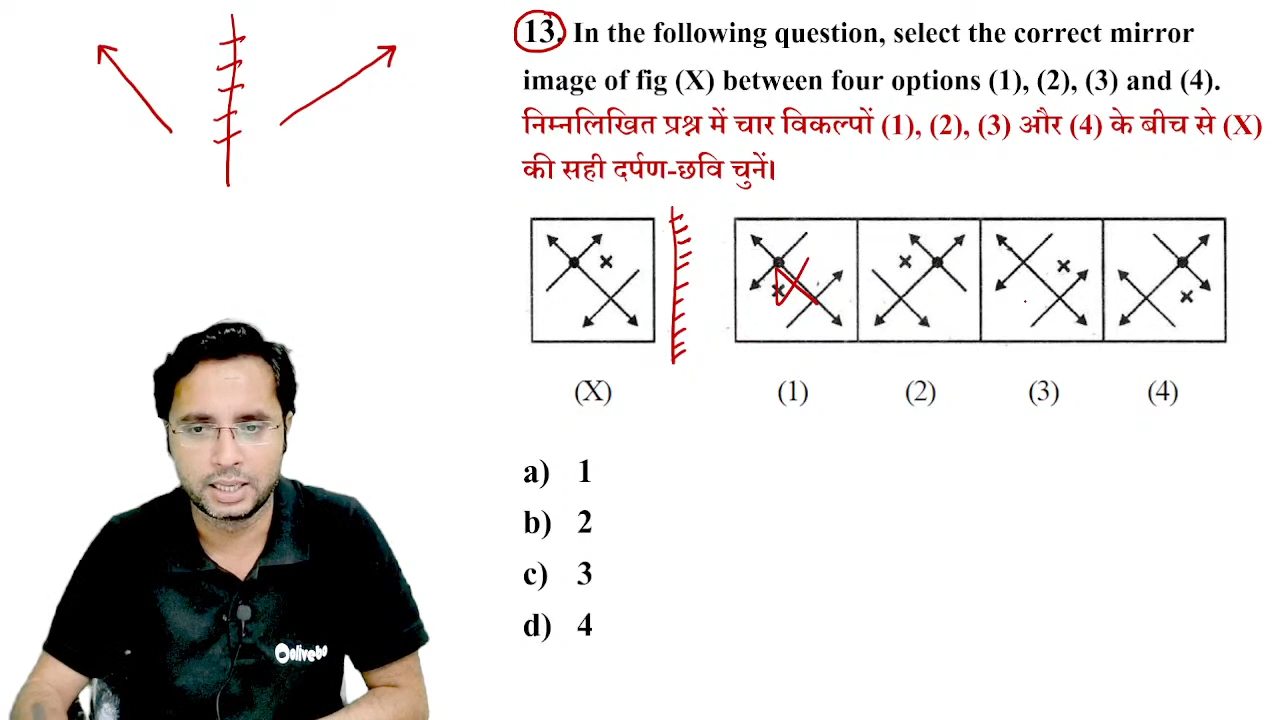 13. In the following question, select the correct mirror
image of fig (X) between four options (1), (2), (3) and (4).
निम्नलिखित प्रश्न में चार विकल्पों (1), (2), (3) और (4) के बीच से (X)
की सही दर्पण-छवि चुनें।
(X) (1) (2) (3) (4)
a) 1
b) 2
c) 3
d) 4
olivebo